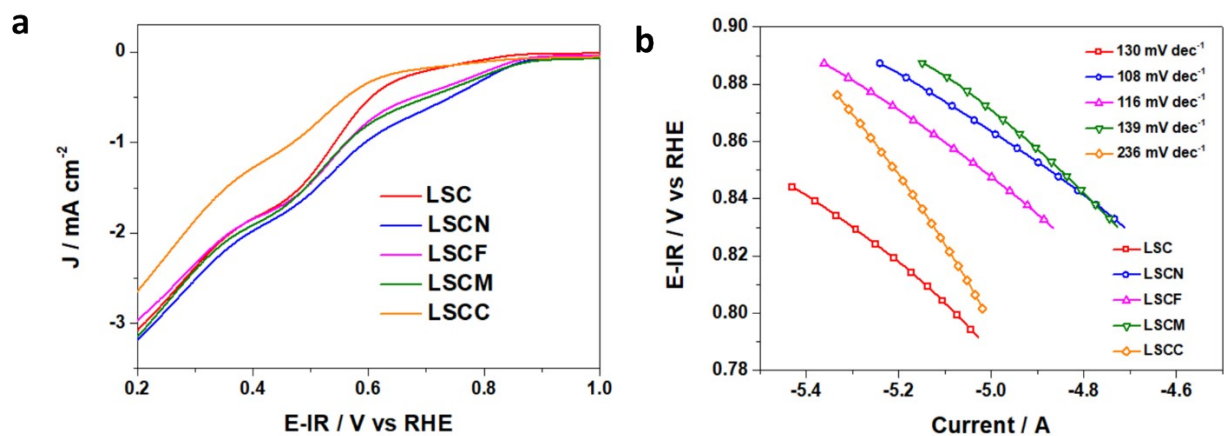 a
0
-1
-2
-3
J / mA cm⁻²
LSC
LSCN
LSCF
LSCM
LSCC
0.2 0.4 0.6 0.8 1.0
E-IR / V vs RHE
b
0.90
0.88
0.86
0.84
0.82
0.80
0.78
E-IR / V vs RHE
130 mV dec⁻¹
108 mV dec⁻¹
116 mV dec⁻¹
139 mV dec⁻¹
236 mV dec⁻¹
LSC
LSCN
LSCF
LSCM
LSCC
-5.4 -5.2 -5.0 -4.8 -4.6
Current / A